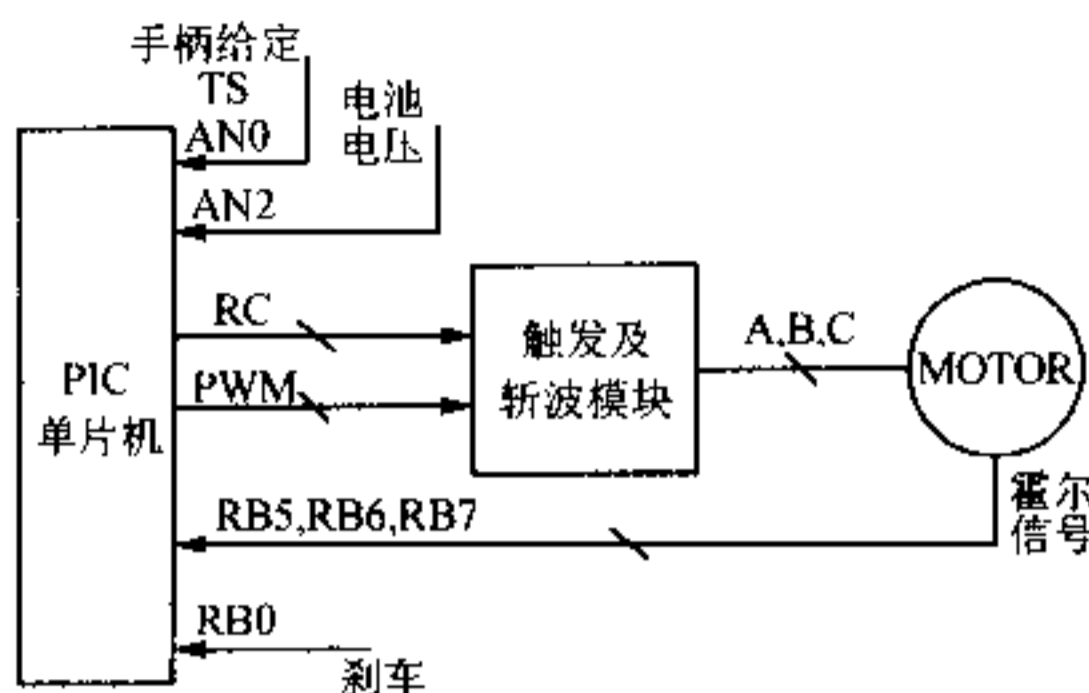 手柄给定
TS
AN0
电池
电压
AN2
RC
PWM
PIC
单片机
触发及
斩波模块
A,B,C
MOTOR
RB5,RB6,RB7
霍尔
信号
RB0
刹车